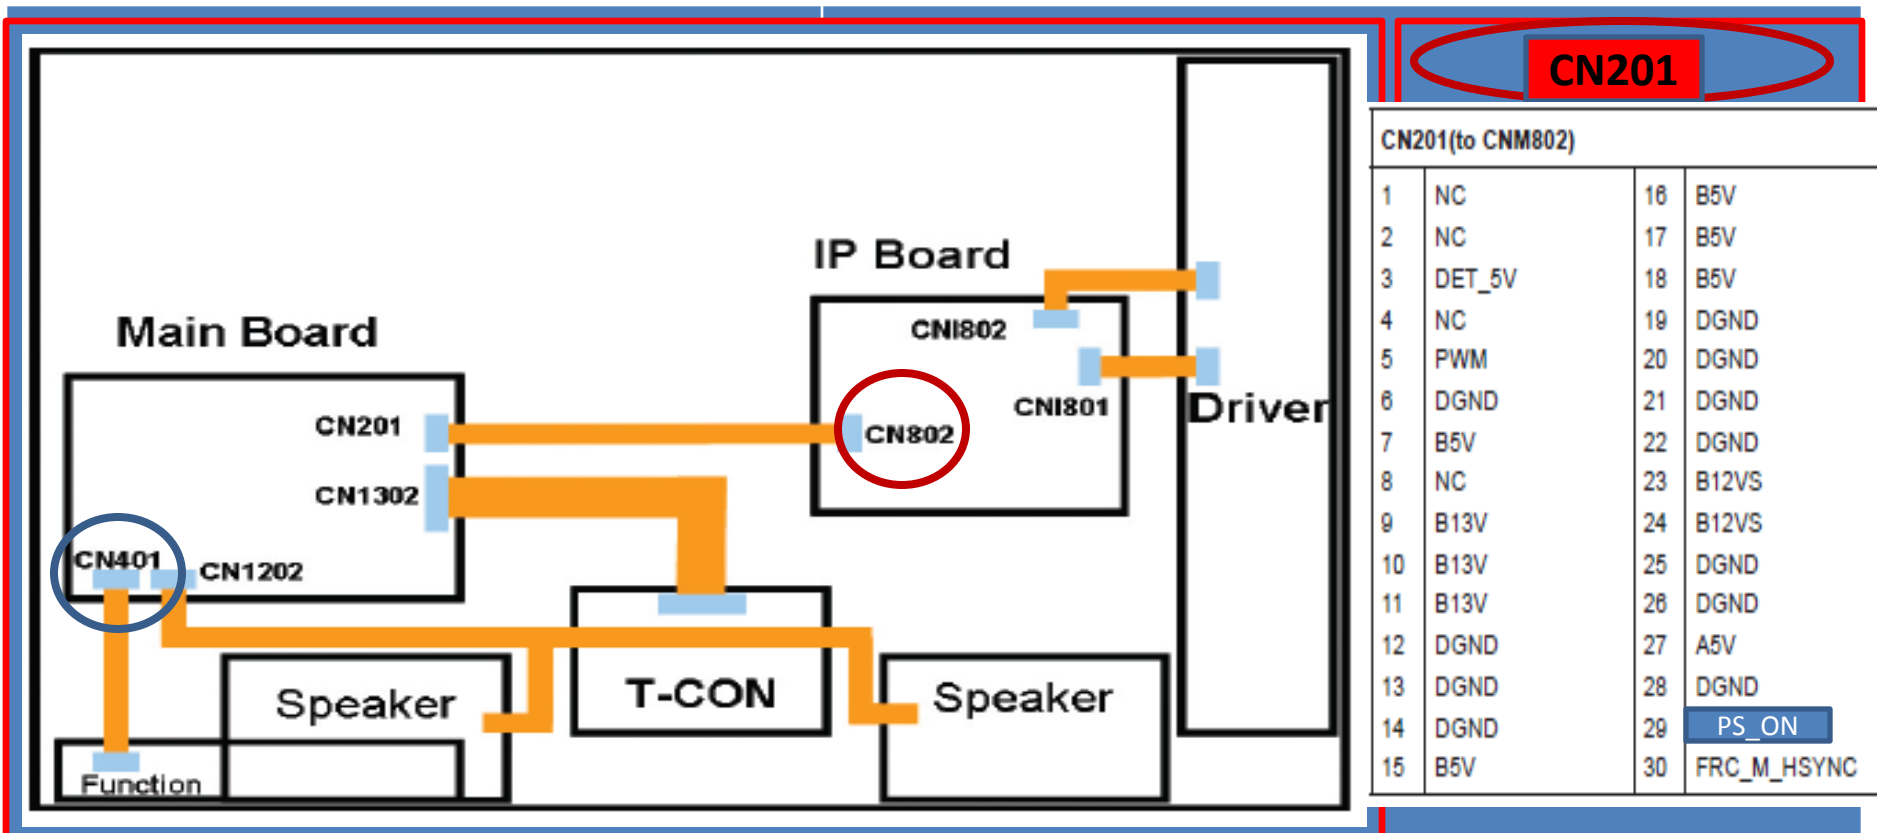 CN201
IP Board
Main Board
CNI802
CNI801
CN802
Driver
CN201
CN1302
CN401
CN1202
T-CON
Speaker
Speaker
Function
CN201(to CNM802)
1 NC 16 B5V
2 NC 17 B5V
3 DET_5V 18 B5V
4 NC 19 DGND
5 PWM 20 DGND
6 DGND 21 DGND
7 B5V 22 DGND
8 NC 23 B12VS
9 B13V 24 B12VS
10 B13V 25 DGND
11 B13V 26 DGND
12 DGND 27 A5V
13 DGND 28 DGND
14 DGND 29 PS_ON
15 B5V 30 FRC_M_HSYNC